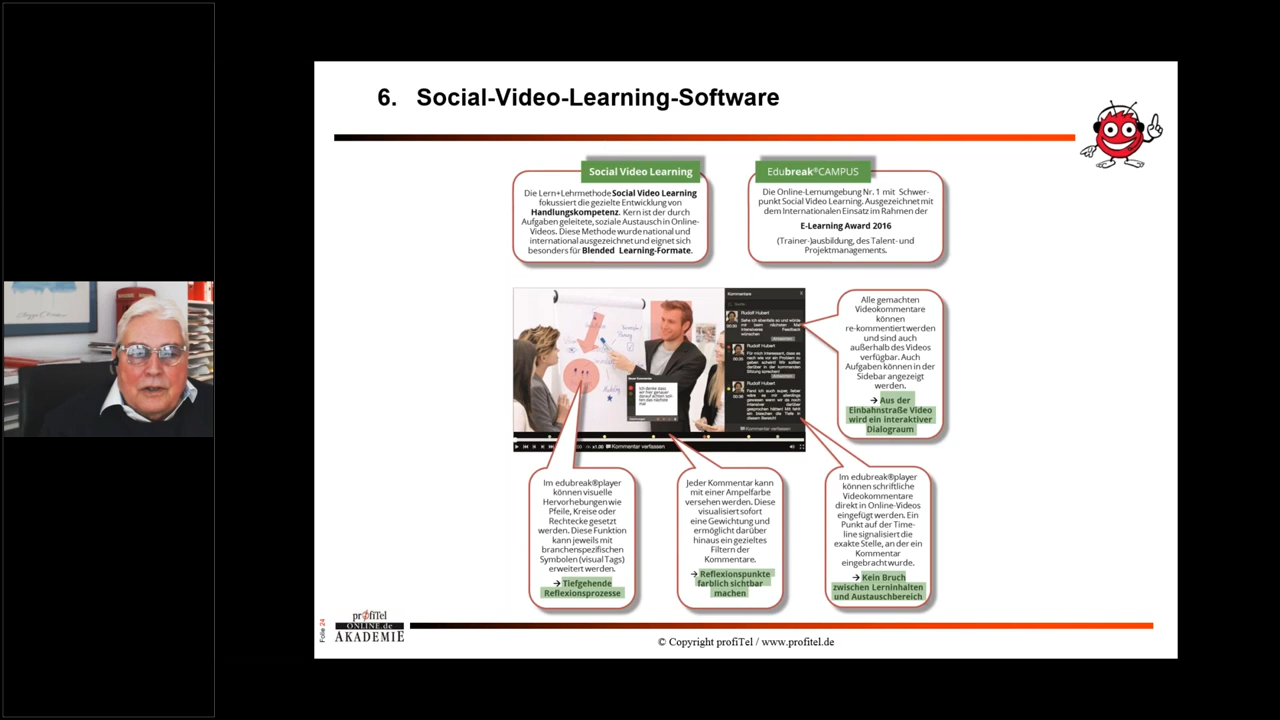 6. Social-Video-Learning-Software
Social Video Learning
Die Lern+Lehrmethode Social Video Learning
fokussiert die gezielte Entwicklung von
Handlungskompetenz. Kern ist der durch
Aufgaben geleitete, soziale Austausch in Online-
Videos. Diese Methode wurde national und
international ausgezeichnet und eignet sich
besonders für Blended Learning-Formate.
Edubreak®CAMPUS
Die Online-Lernumgebung Nr. 1 mit Schwer-
punkt Social Video Learning. Ausgezeichnet mit
dem Internationalen Einsatz im Rahmen der
E-Learning Award 2016
(Trainer-)ausbildung, des Talent- und
Projektmanagements.
Kommentare
Rudolf Hubert
Rudolf Hubert
Rudolf Hubert
Kommentar verfassen
x1.00 Kommentar verfassen
Alle gemachten
Videokommentare
können
re-kommentiert werden
und sind auch
außerhalb des Videos
verfügbar. Auch
Aufgaben können in der
Sidebar angezeigt
werden.
→ Aus der
Einbahnstraße Video
wird ein interaktiver
Dialograum
Im edubreak®player
können visuelle
Hervorhebungen wie
Pfeile, Kreise oder
Rechtecke gesetzt
werden. Diese Funktion
kann jeweils mit
branchenspezifischen
Symbolen (visual Tags)
erweitert werden.
→ Tiefgehende
Reflexionsprozesse
Jeder Kommentar kann
mit einer Ampelfarbe
versehen werden. Diese
visualisiert sofort
eine Gewichtung und
ermöglicht darüber
hinaus ein gezieltes
Filtern der
Kommentare.
→ Reflexionspunkte
farblich sichtbar
machen
Im edubreak®player
können schriftliche
Videokommentare
direkt in Online-Videos
eingefügt werden. Ein
Punkt auf der Time-
line signalisiert die
exakte Stelle, an der ein
Kommentar
eingebracht wurde.
→ Kein Bruch
zwischen Lerninhalten
und Austauschbereich
Folie 24
profiTel
ONLINE.de
AKADEMIE
© Copyright profiTel / www.profitel.de